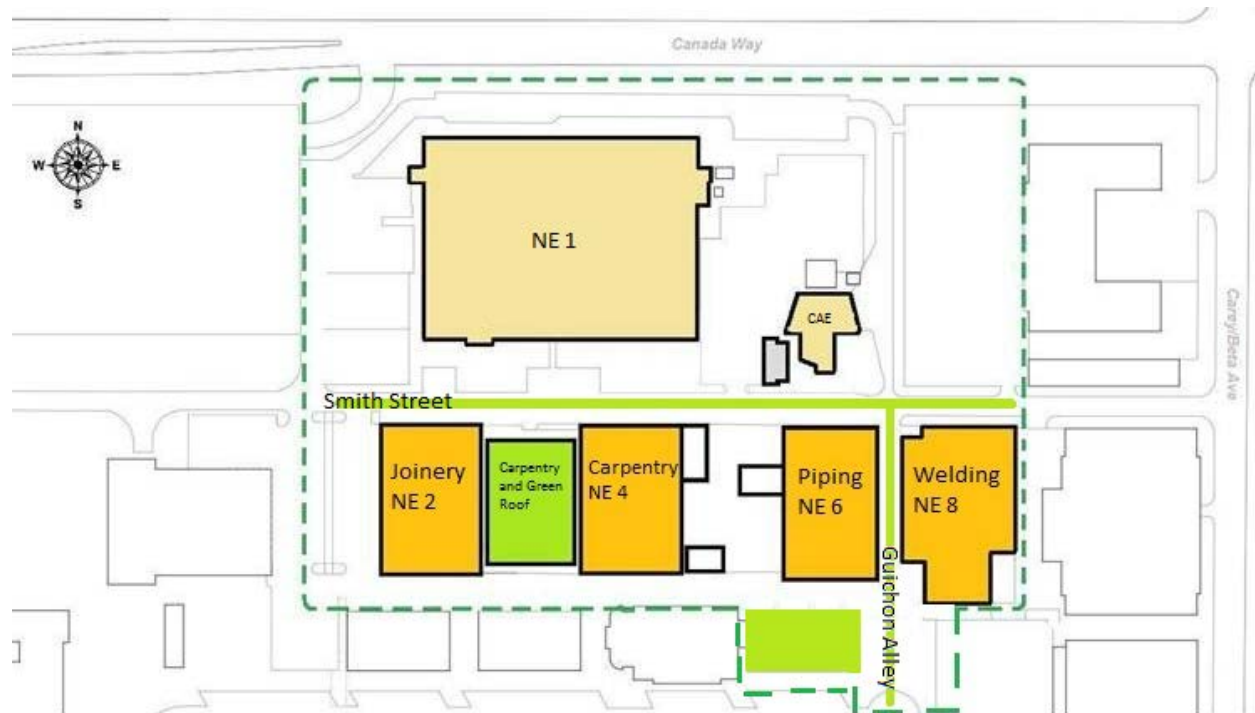 Canada Way
N
W E
S
NE 1
CAE
Carey/Beta Ave
Smith Street
Joinery
NE 2
Carpentry
and Green
Roof
Carpentry
NE 4
Piping
NE 6
Welding
NE 8
Guichon Alley